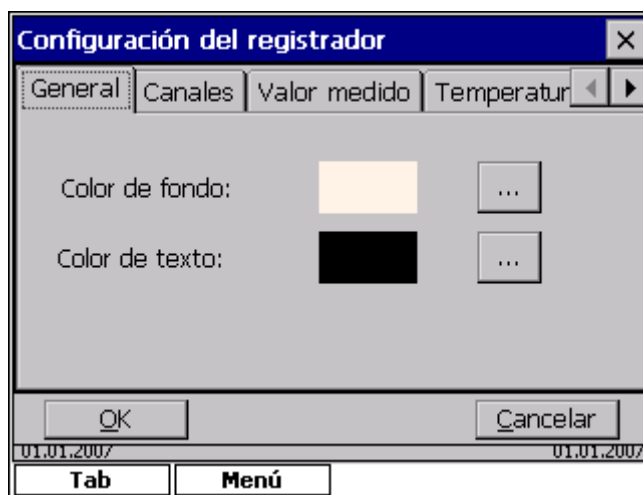 Configuración del registrador
General Canales Valor medido Temperatur
Color de fondo: ...
Color de texto: ...
OK Cancelar
01.01.2007 01.01.2007
Tab Menú